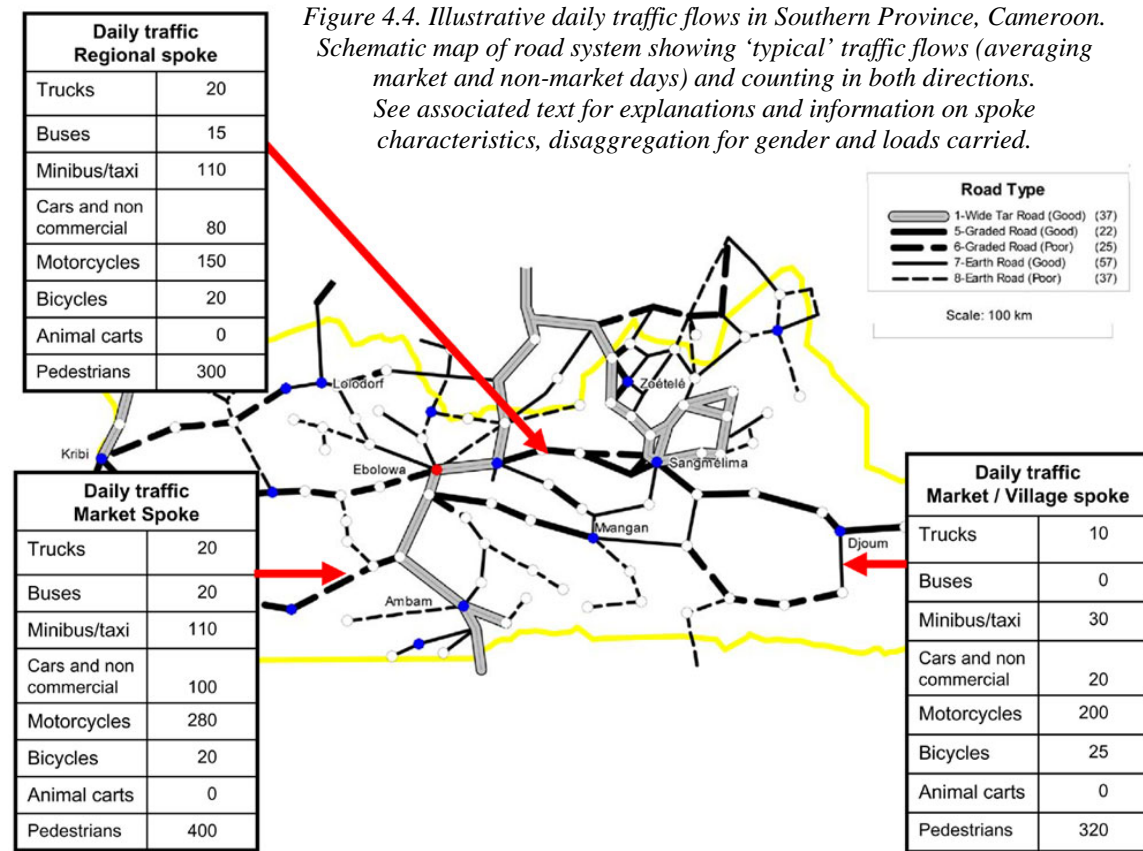 Figure 4.4. Illustrative daily traffic flows in Southern Province, Cameroon.
Schematic map of road system showing ‘typical’ traffic flows (averaging
market and non-market days) and counting in both directions.
See associated text for explanations and information on spoke
characteristics, disaggregation for gender and loads carried.
Daily traffic
Regional spoke
Trucks 20
Buses 15
Minibus/taxi 110
Cars and non
commercial 80
Motorcycles 150
Bicycles 20
Animal carts 0
Pedestrians 300
Road Type
1-Wide Tar Road (Good) (37)
5-Graded Road (Good) (22)
6-Graded Road (Poor) (25)
7-Earth Road (Good) (57)
8-Earth Road (Poor) (37)
Scale: 100 km
Lolodorf
Zoételé
Kribi
Ebolowa
Sangmelima
Mvangan
Djoum
Ambam
Daily traffic
Market Spoke
Trucks 20
Buses 20
Minibus/taxi 110
Cars and non
commercial 100
Motorcycles 280
Bicycles 20
Animal carts 0
Pedestrians 400
Daily traffic
Market / Village spoke
Trucks 10
Buses 0
Minibus/taxi 30
Cars and non
commercial 20
Motorcycles 200
Bicycles 25
Animal carts 0
Pedestrians 320